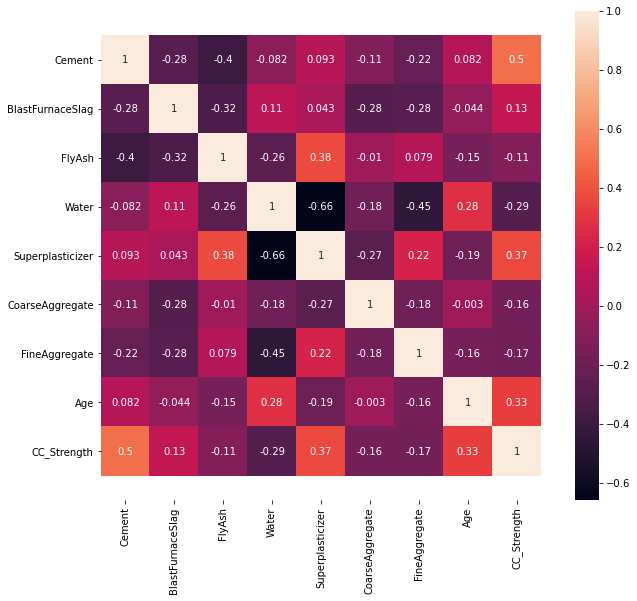 Cement 1 -0.28 -0.4 -0.082 0.093 -0.11 -0.22 0.082 0.5
BlastFurnaceSlag -0.28 1 -0.32 0.11 0.043 -0.28 -0.28 -0.044 0.13
FlyAsh -0.4 -0.32 1 -0.26 0.38 -0.01 0.079 -0.15 -0.11
Water -0.082 0.11 -0.26 1 -0.66 -0.18 -0.45 0.28 -0.29
Superplasticizer 0.093 0.043 0.38 -0.66 1 -0.27 0.22 -0.19 0.37
CoarseAggregate -0.11 -0.28 -0.01 -0.18 -0.27 1 -0.18 -0.003 -0.16
FineAggregate -0.22 -0.28 0.079 -0.45 0.22 -0.18 1 -0.16 -0.17
Age 0.082 -0.044 -0.15 0.28 -0.19 -0.003 -0.16 1 0.33
CC_Strength 0.5 0.13 -0.11 -0.29 0.37 -0.16 -0.17 0.33 1
Cement
BlastFurnaceSlag
FlyAsh
Water
Superplasticizer
CoarseAggregate
FineAggregate
Age
CC_Strength
1.0
0.8
0.6
0.4
0.2
0.0
−0.2
−0.4
−0.6